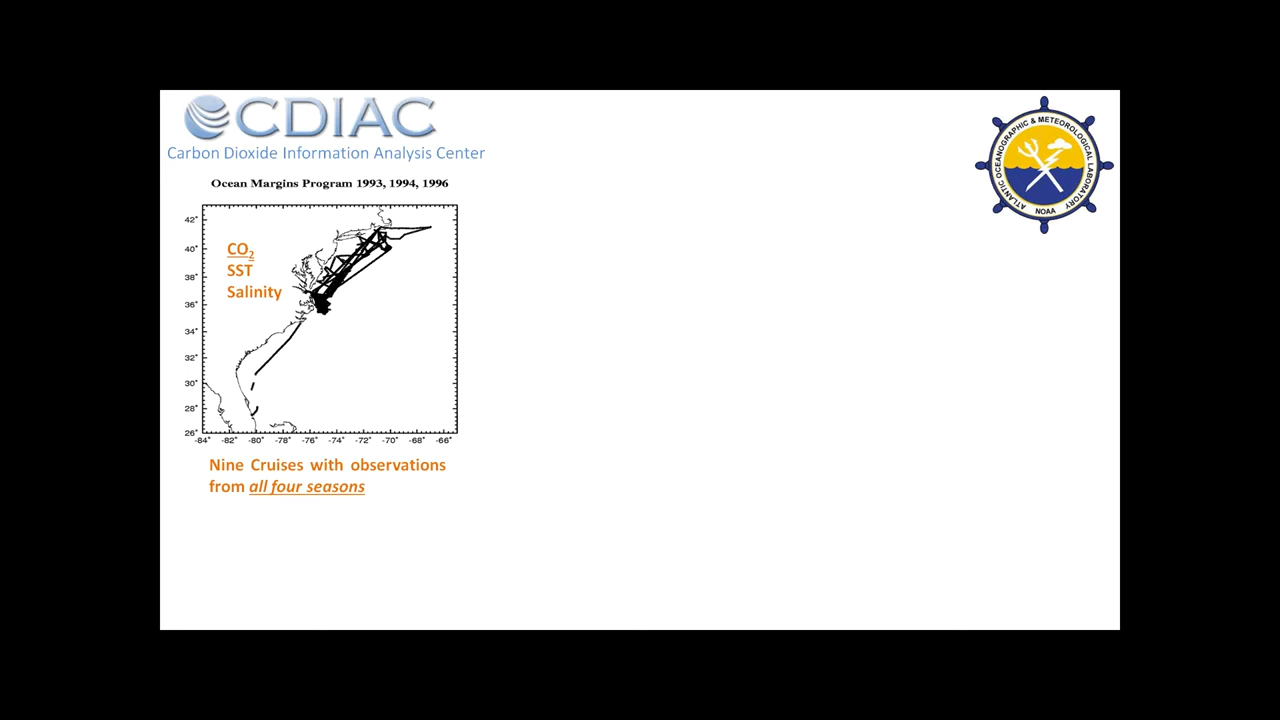 CDIAC
Carbon Dioxide Information Analysis Center
ATLANTIC OCEANOGRAPHIC & METEOROLOGICAL LABORATORY
NOAA
Ocean Margins Program 1993, 1994, 1996
CO₂
SST
Salinity
42°
40°
38°
36°
34°
32°
30°
28°
26°
-84° -82° -80° -78° -76° -74° -72° -70° -68° -66°
Nine Cruises with observations
from all four seasons